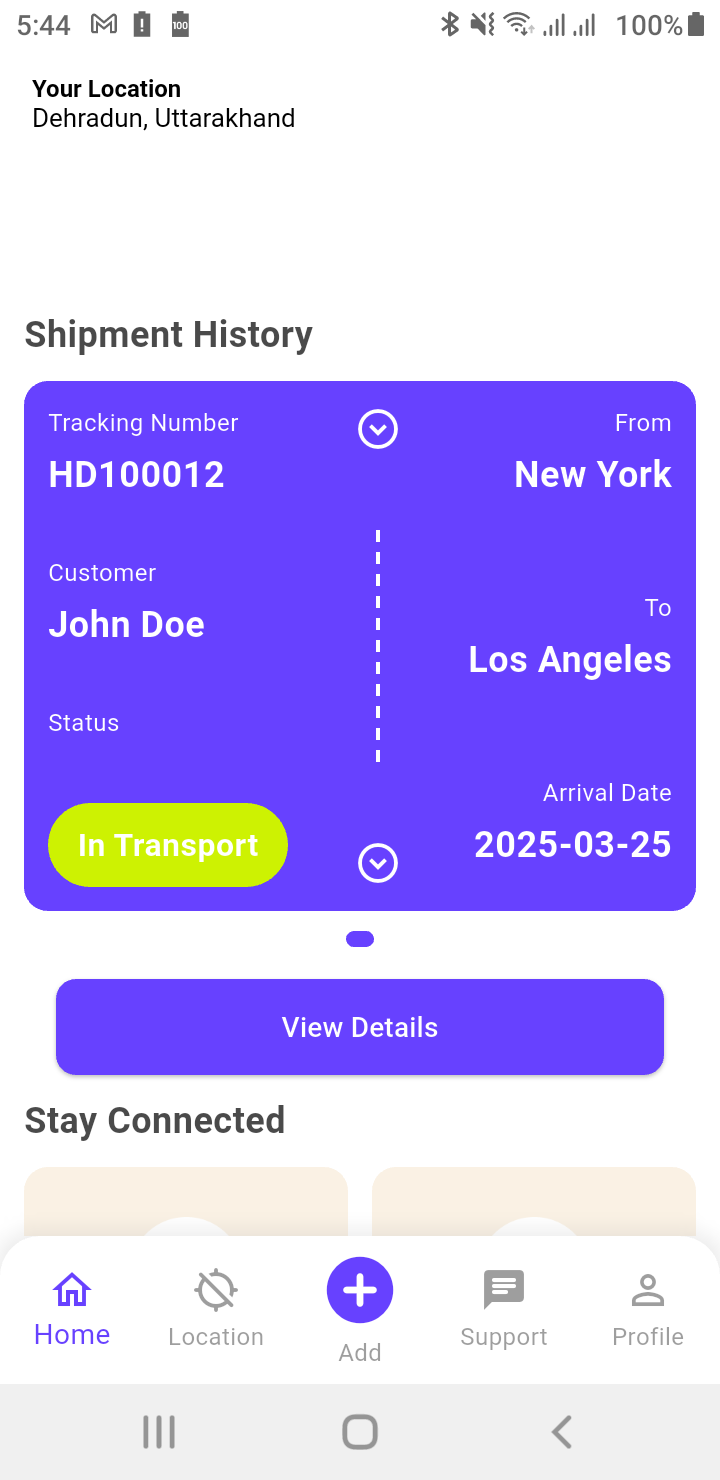 5:44
100
100%
Your Location
Dehradun, Uttarakhand
Shipment History
Tracking Number
HD100012
From
New York
Customer
John Doe
To
Los Angeles
Status
In Transport
Arrival Date
2025-03-25
View Details
Stay Connected
Home
Location
Add
Support
Profile